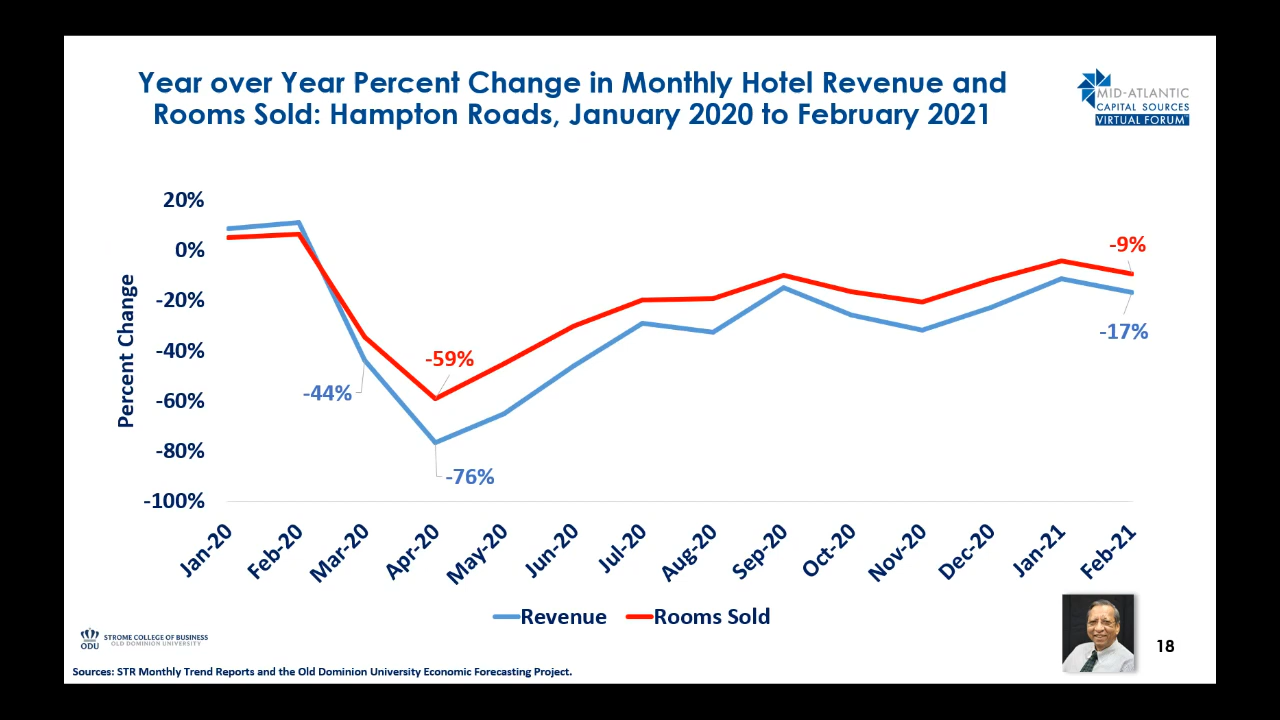 Year over Year Percent Change in Monthly Hotel Revenue and
Rooms Sold: Hampton Roads, January 2020 to February 2021
MID-ATLANTIC
CAPITAL SOURCES
VIRTUAL FORUM
Percent Change
20%
0%
-20%
-40%
-60%
-80%
-100%
-44%
-59%
-76%
-9%
-17%
Jan-20
Feb-20
Mar-20
Apr-20
May-20
Jun-20
Jul-20
Aug-20
Sep-20
Oct-20
Nov-20
Dec-20
Jan-21
Feb-21
Revenue
Rooms Sold
ODU
STROME COLLEGE OF BUSINESS
OLD DOMINION UNIVERSITY
18
Sources: STR Monthly Trend Reports and the Old Dominion University Economic Forecasting Project.